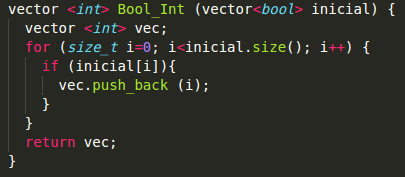 vector <int> Bool_Int (vector<bool> inicial) {
  vector <int> vec;
  for (size_t i=0; i<inicial.size(); i++) {
    if (inicial[i]){
      vec.push_back (i);
    }
  }
  return vec;
}